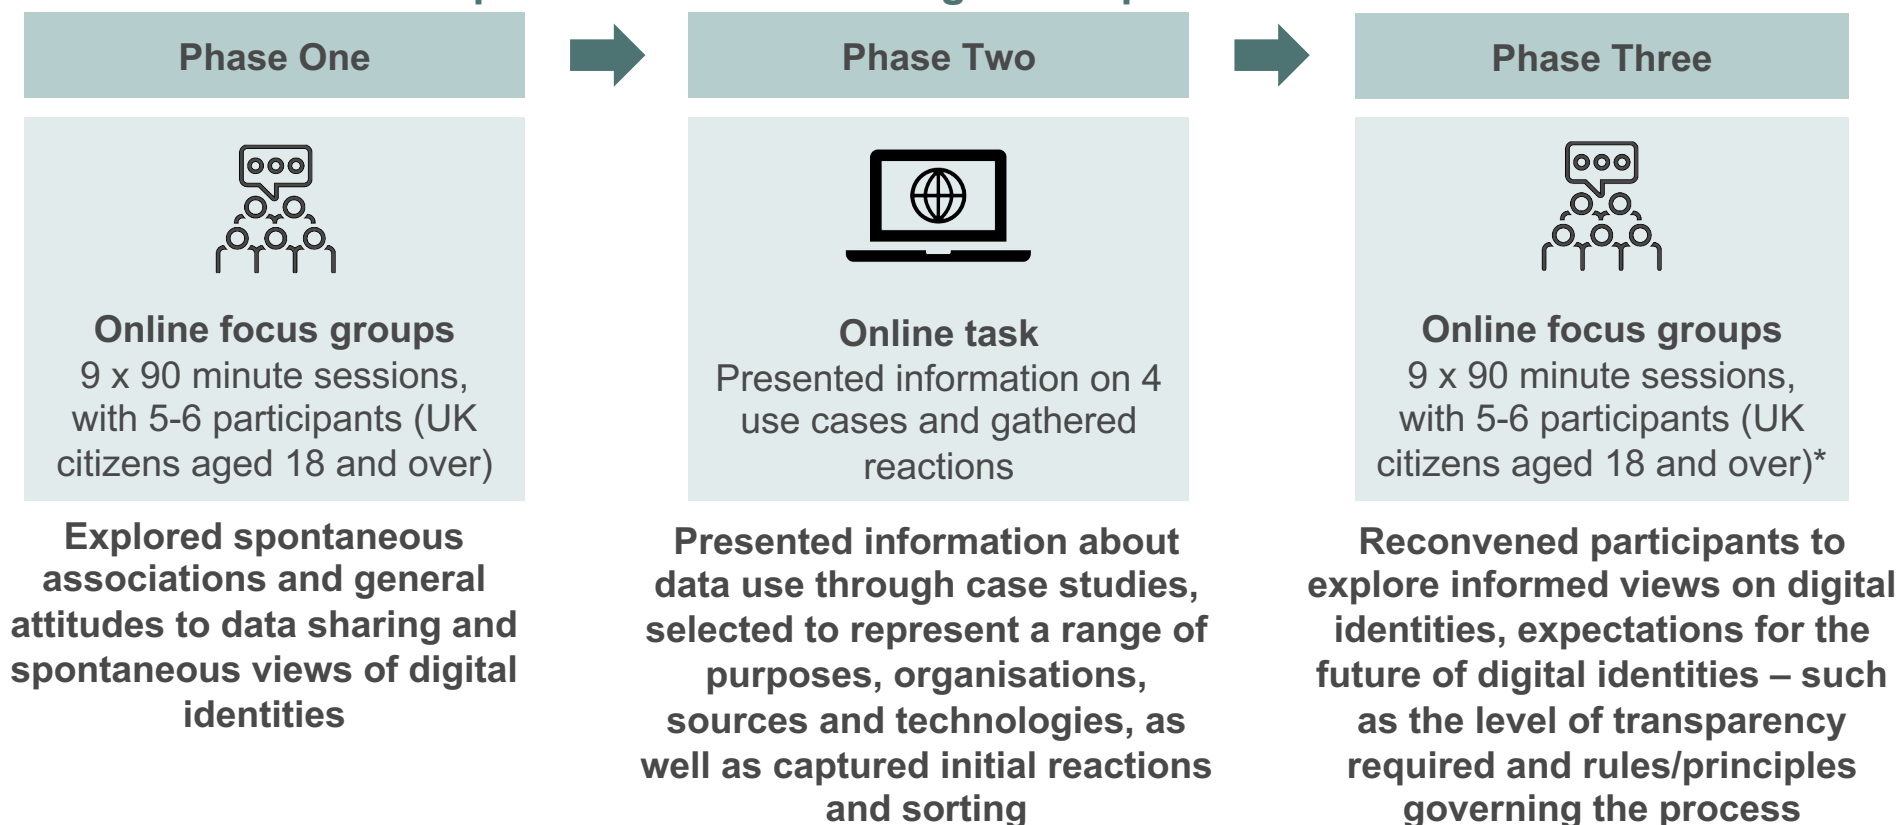 Phase One
Online focus groups
9 x 90 minute sessions,
with 5-6 participants (UK
citizens aged 18 and over)
Explored spontaneous
associations and general
attitudes to data sharing and
spontaneous views of digital
identities
Phase Two
Online task
Presented information on 4
use cases and gathered
reactions
Presented information about
data use through case studies,
selected to represent a range of
purposes, organisations,
sources and technologies, as
well as captured initial reactions
and sorting
Phase Three
Online focus groups
9 x 90 minute sessions,
with 5-6 participants (UK
citizens aged 18 and over)*
Reconvened participants to
explore informed views on digital
identities, expectations for the
future of digital identities – such
as the level of transparency
required and rules/principles
governing the process